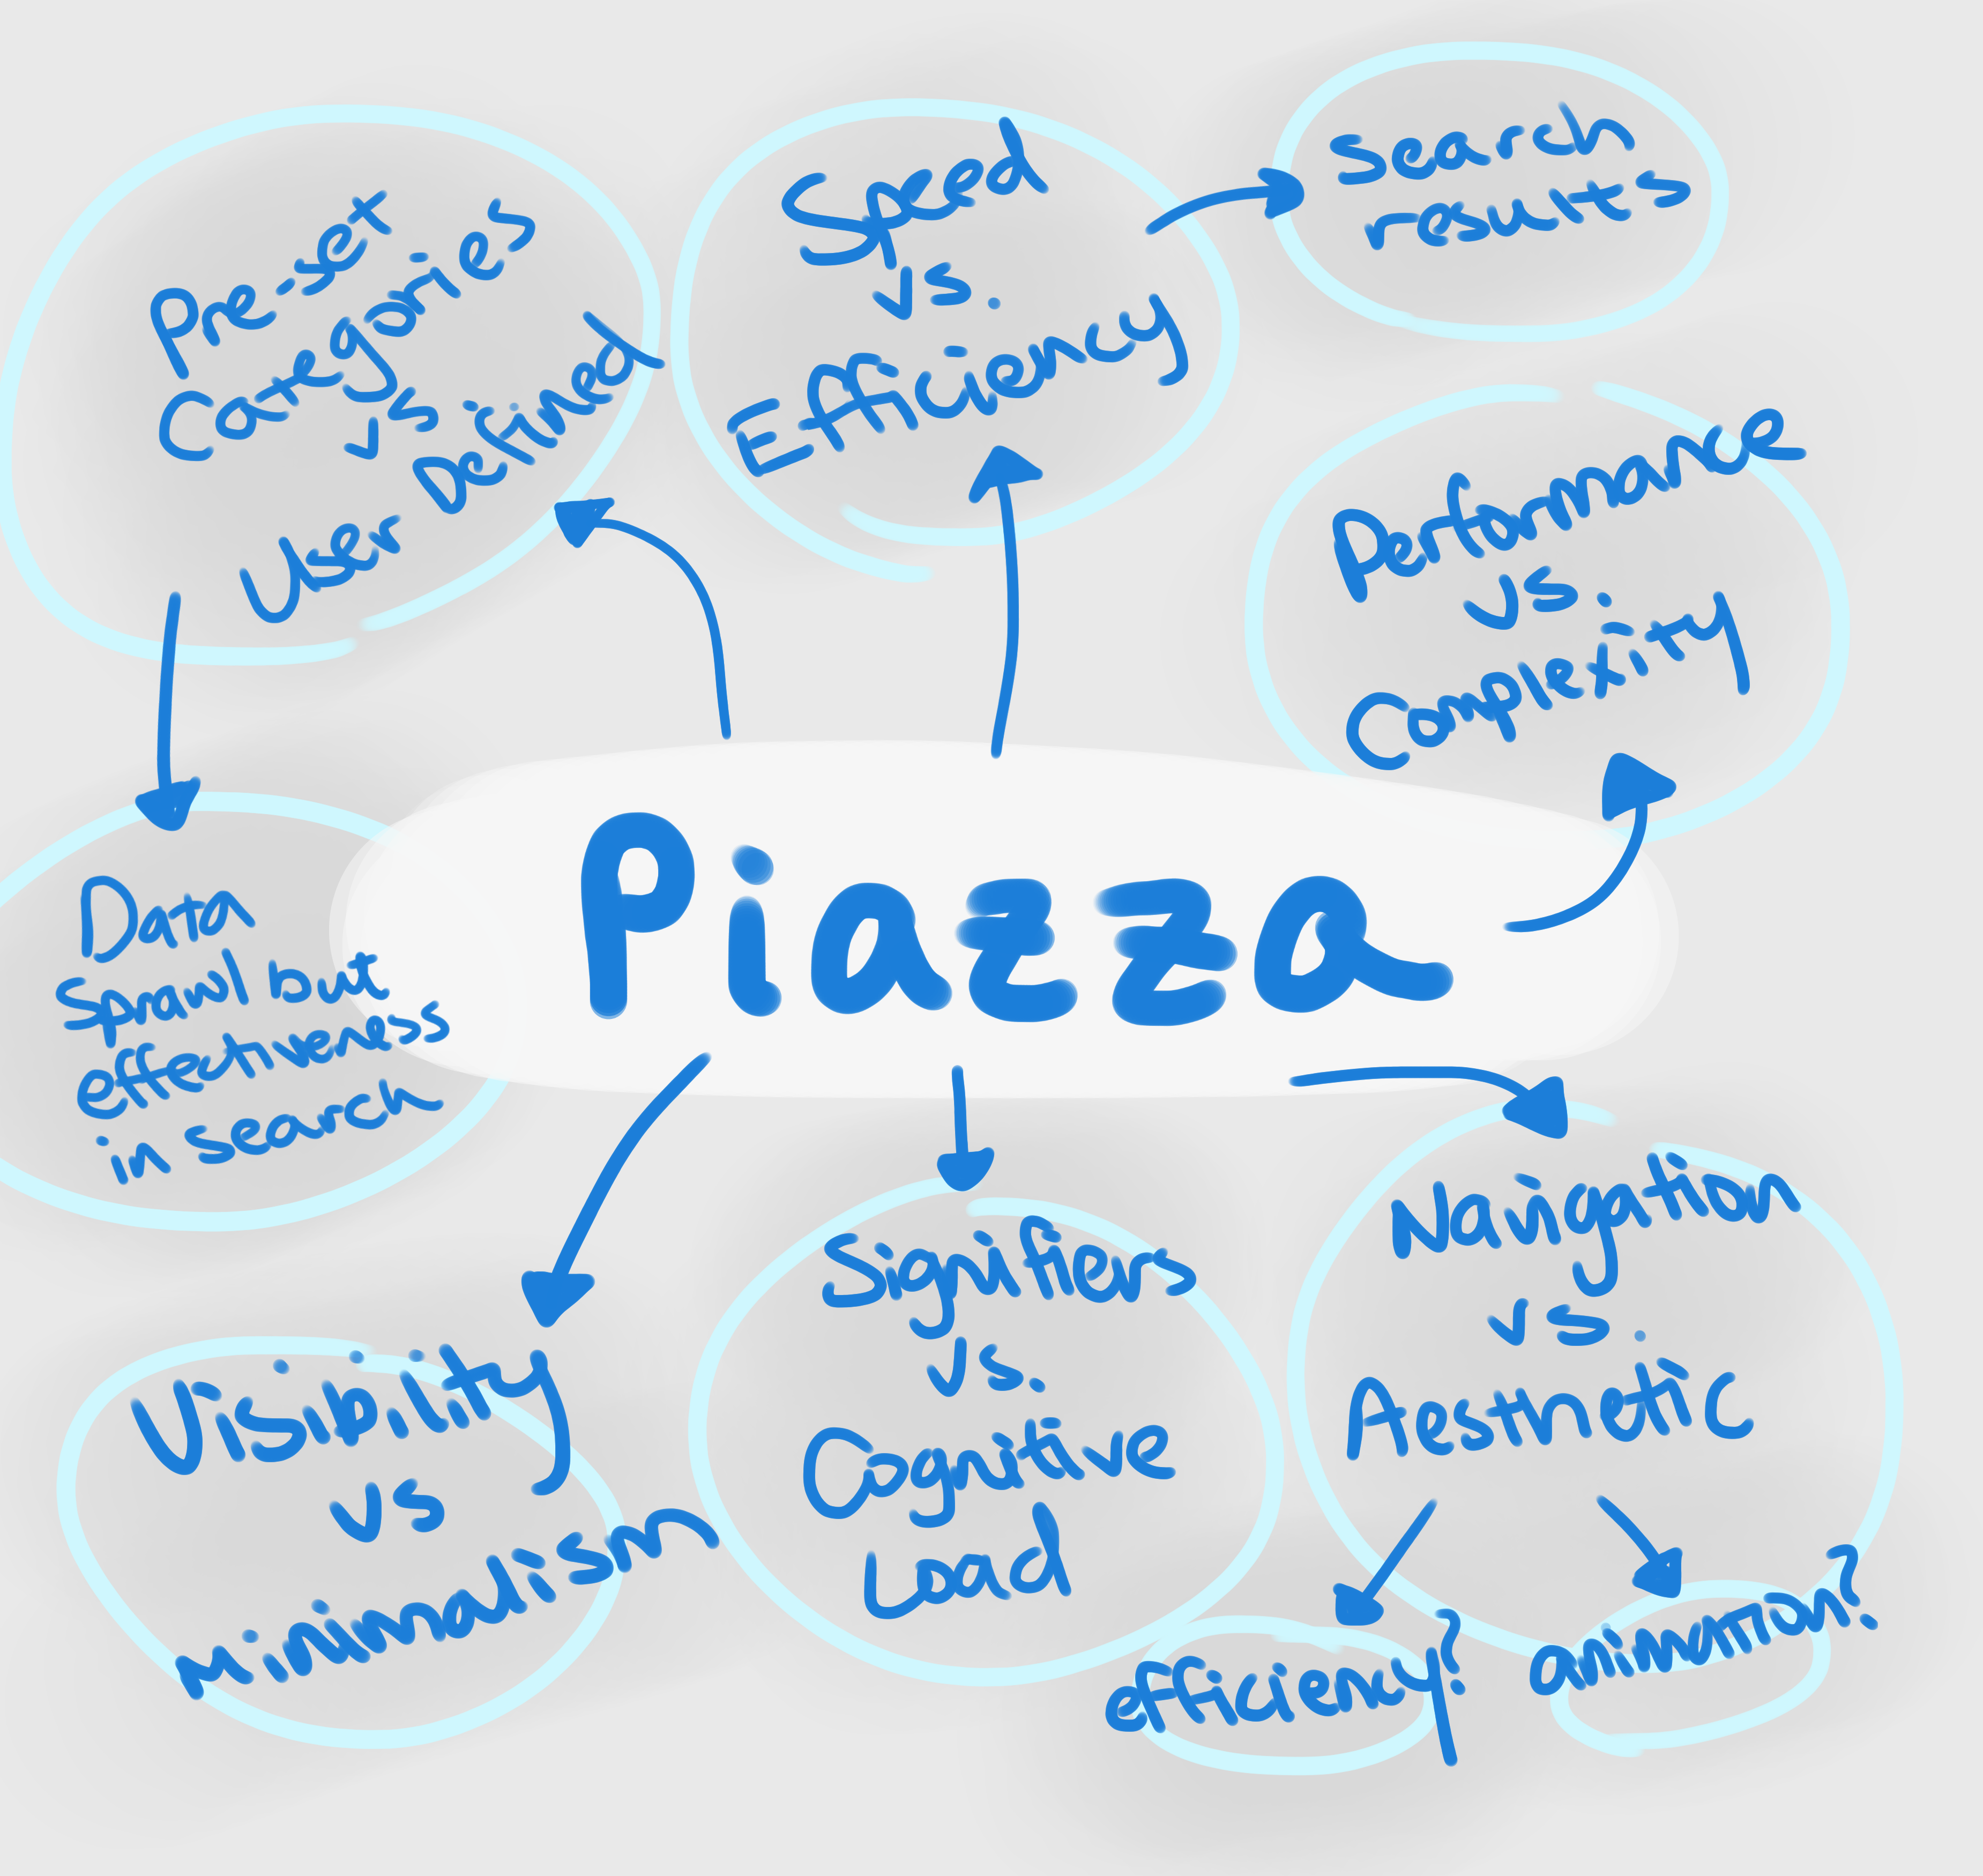 Pre-set
Categories
vs
User Defined
Speed
vs.
Efficiency
Search
results
Performance
vs.
Complexity
Piazza
Data
sprawl but
effectiveness
in search
Visibility
vs
Minimalism
Signifiers
vs.
Cognitive
Load
Navigation
vs.
Aesthetic
efficiency?
animmation?